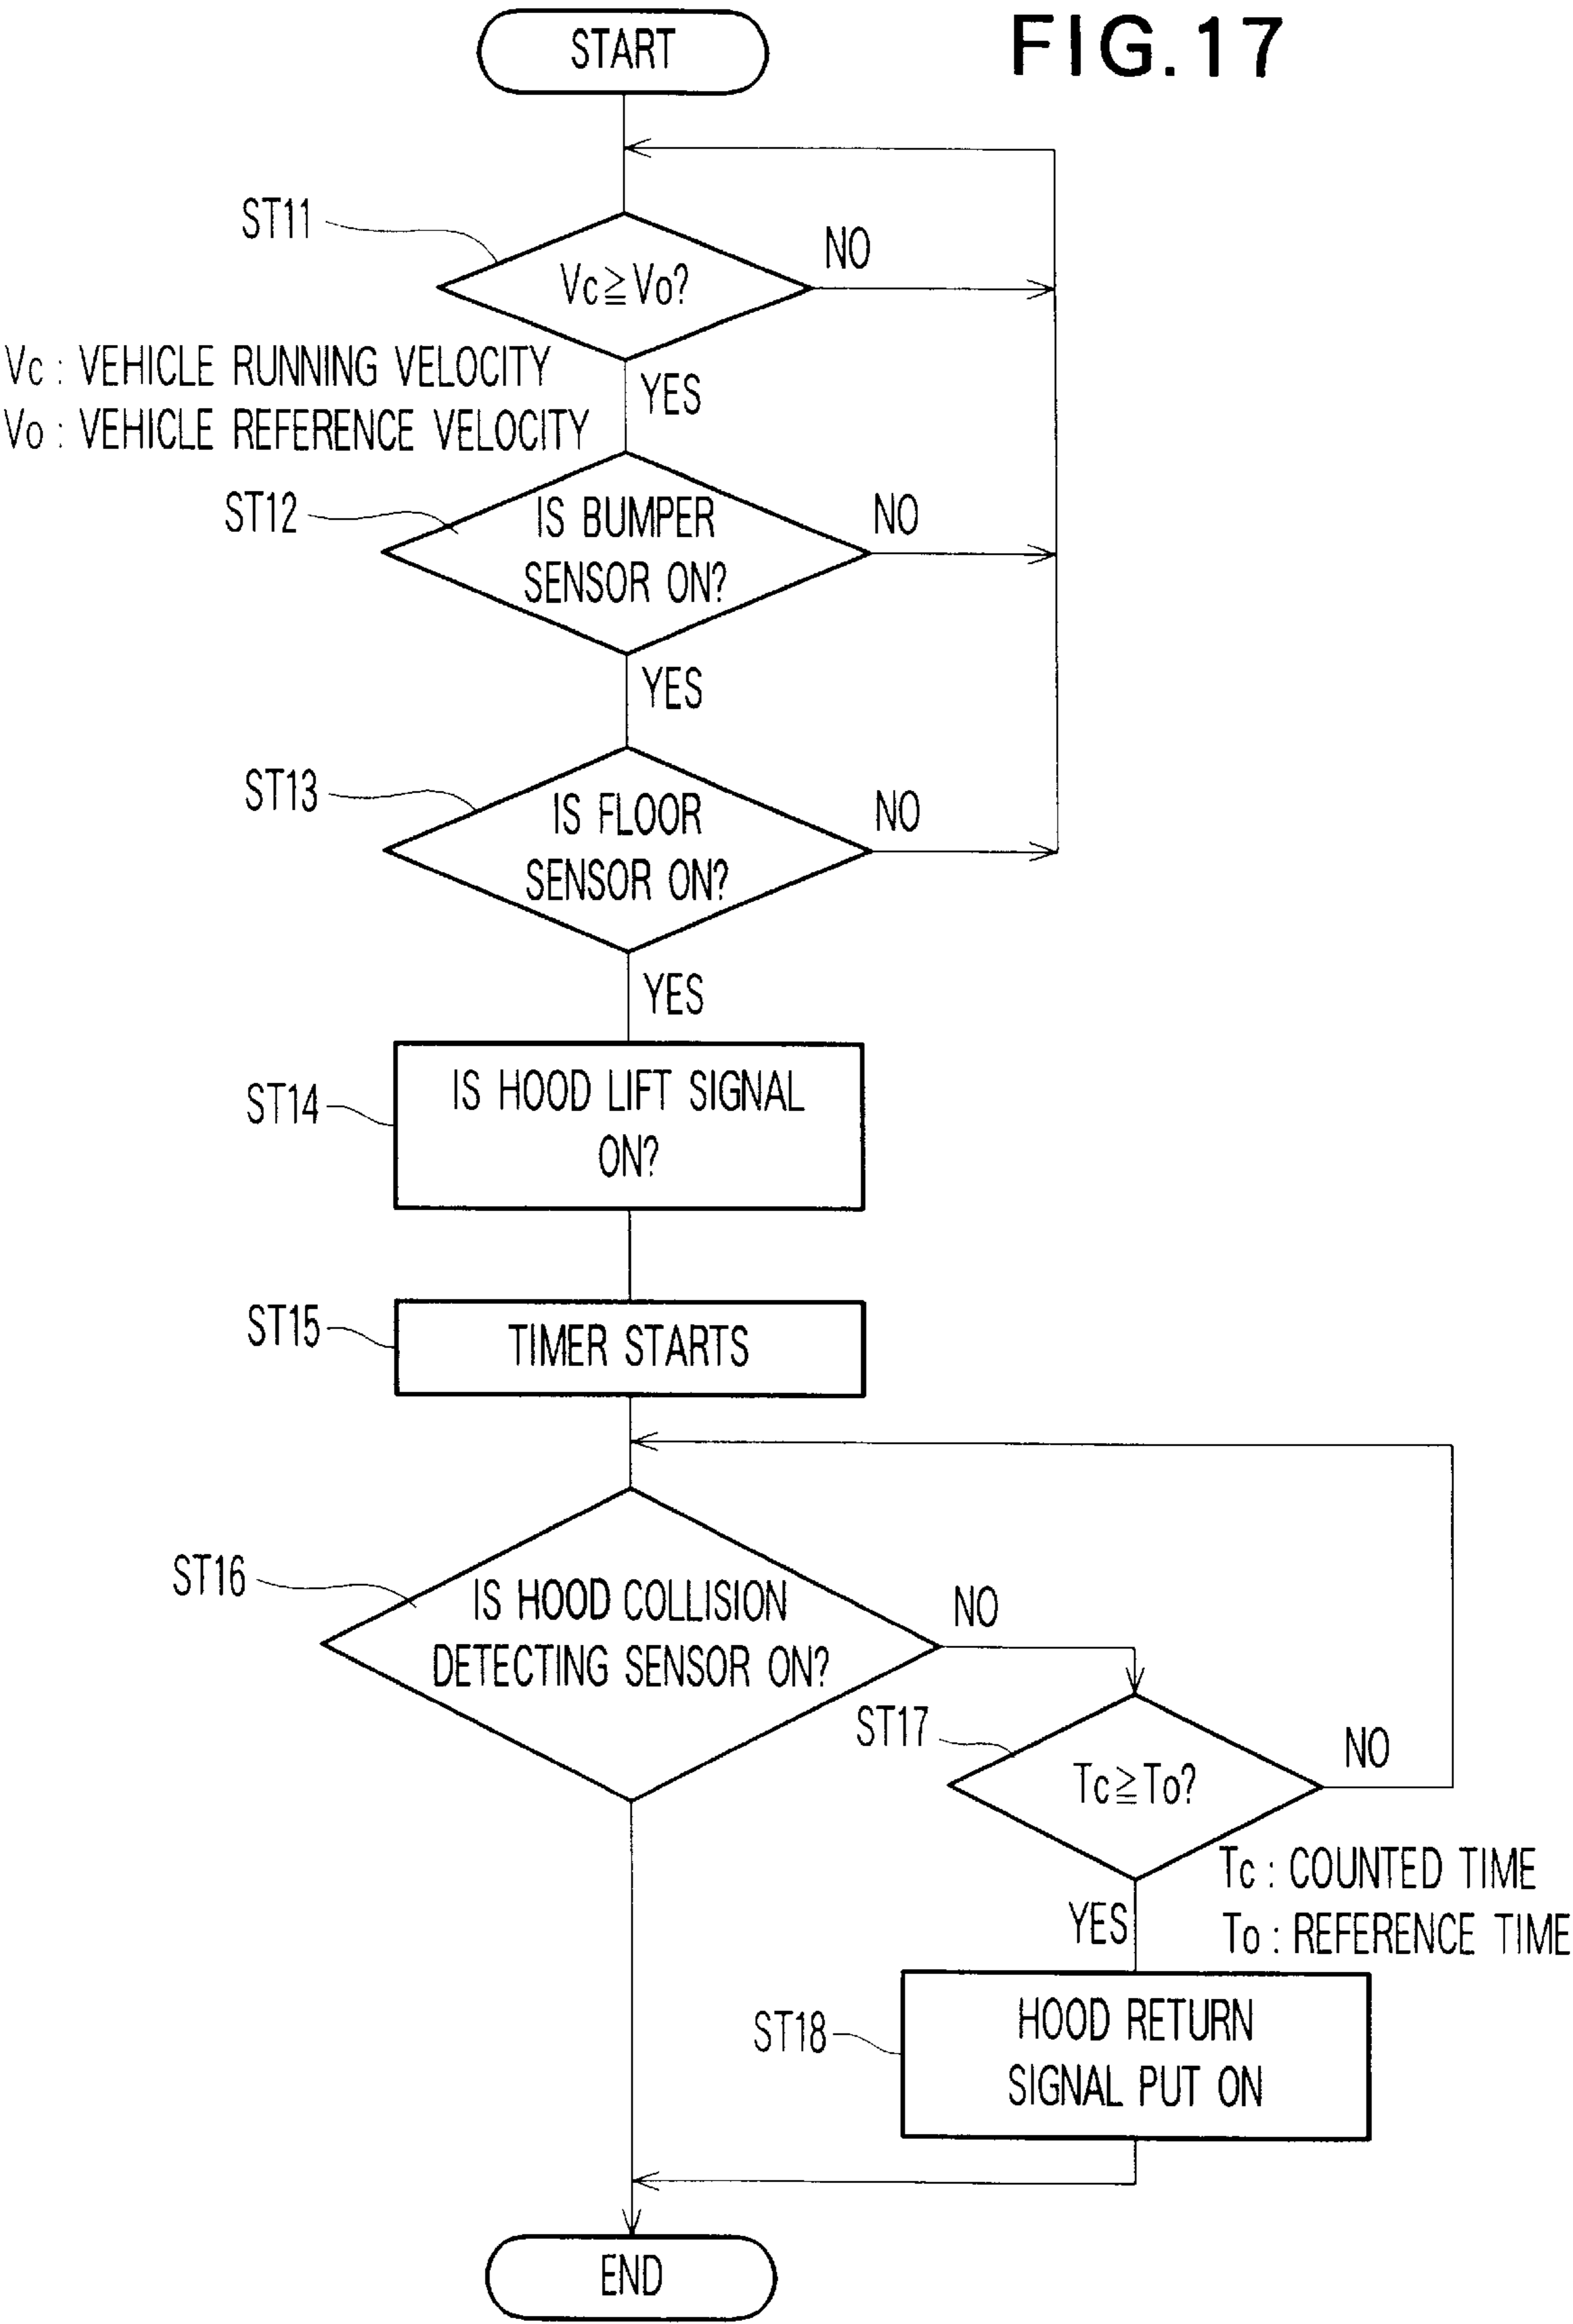 FIG.17
START
ST11
Vc≧Vo?
NO
Vc : VEHICLE RUNNING VELOCITY
Vo : VEHICLE REFERENCE VELOCITY
YES
ST12
IS BUMPER
SENSOR ON?
NO
YES
ST13
IS FLOOR
SENSOR ON?
NO
YES
ST14
IS HOOD LIFT SIGNAL
ON?
ST15
TIMER STARTS
ST16
IS HOOD COLLISION
DETECTING SENSOR ON?
NO
ST17
Tc≧To?
NO
Tc : COUNTED TIME
To : REFERENCE TIME
YES
ST18
HOOD RETURN
SIGNAL PUT ON
END